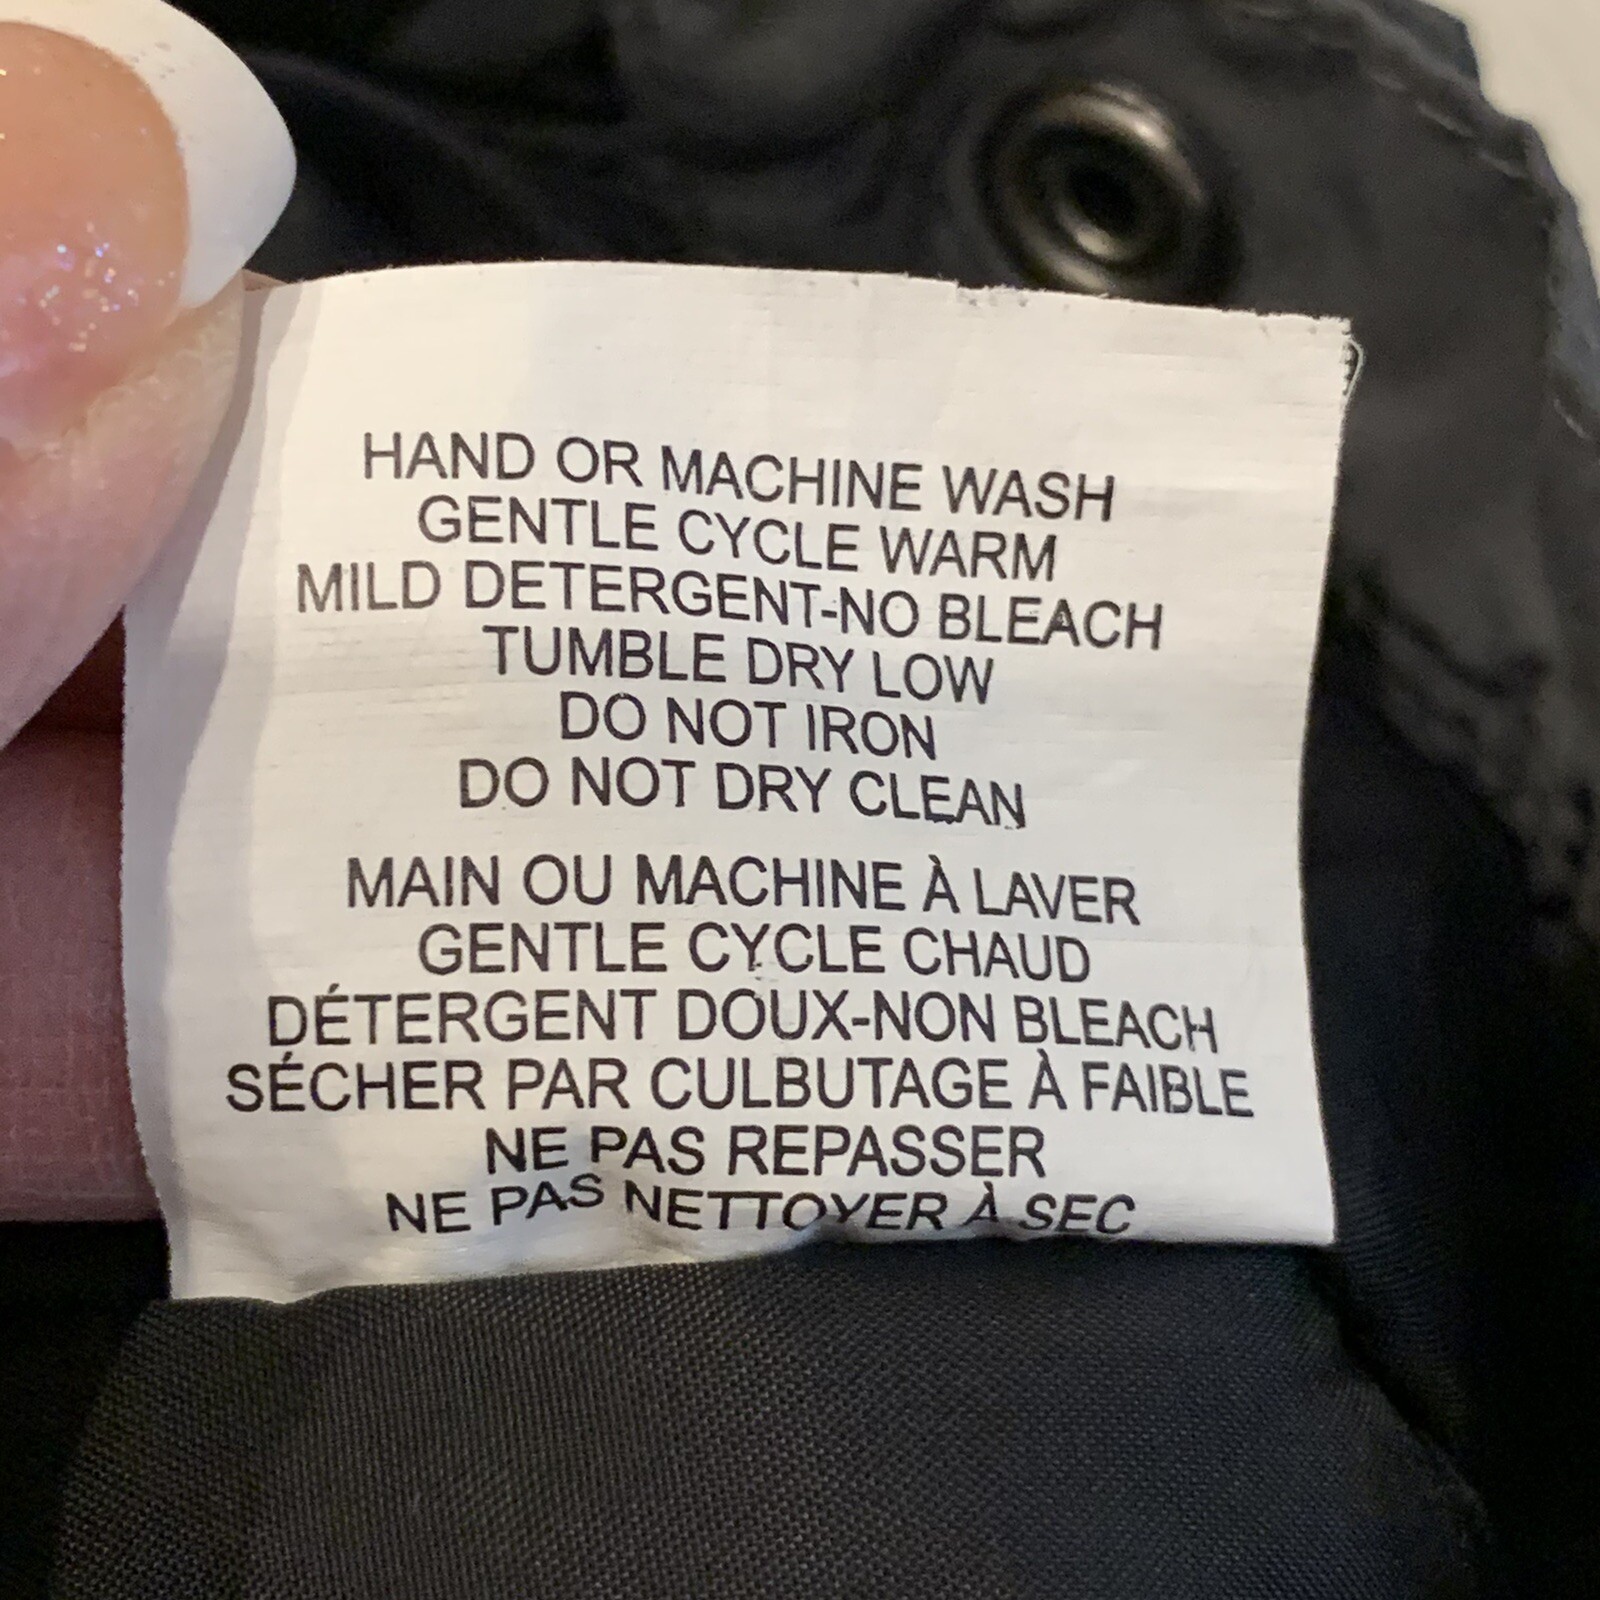 HAND OR MACHINE WASH
GENTLE CYCLE WARM
MILD DETERGENT-NO BLEACH
TUMBLE DRY LOW
DO NOT IRON
DO NOT DRY CLEAN
MAIN OU MACHINE À LAVER
GENTLE CYCLE CHAUD
DÉTERGENT DOUX-NON BLEACH
SÉCHER PAR CULBUTAGE À FAIBLE
NE PAS REPASSER
NE PAS NETTOYER À SEC